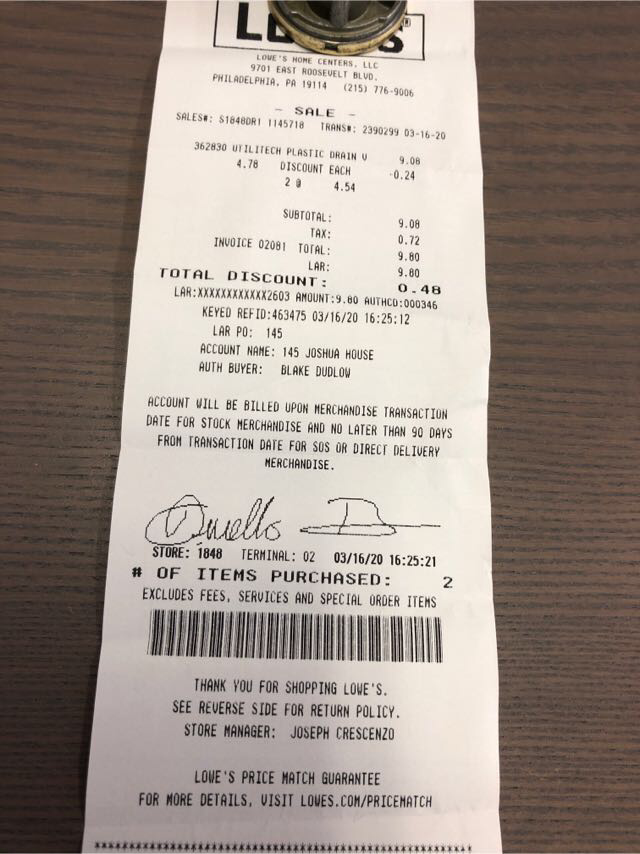 LOWE'S HOME CENTERS, LLC
9701 EAST ROOSEVELT BLVD.
PHILADELPHIA, PA 19114 (215) 776-9006
- SALE -
SALES#: S1848DR1 1145718 TRANS#: 2390299 03-16-20
362830 UTILITECH PLASTIC DRAIN V 9.08
4.78 DISCOUNT EACH -0.24
2 @ 4.54
SUBTOTAL: 9.08
TAX: 0.72
INVOICE 02081 TOTAL: 9.80
LAR: 9.80
TOTAL DISCOUNT: 0.48
LAR:XXXXXXXXXXXX2603 AMOUNT:9.80 AUTHCD:000346
KEYED REFID:463475 03/16/20 16:25:12
LAR PO: 145
ACCOUNT NAME: 145 JOSHUA HOUSE
AUTH BUYER: BLAKE DUDLOW
ACCOUNT WILL BE BILLED UPON MERCHANDISE TRANSACTION
DATE FOR STOCK MERCHANDISE AND NO LATER THAN 90 DAYS
FROM TRANSACTION DATE FOR SOS OR DIRECT DELIVERY
MERCHANDISE.
STORE: 1848 TERMINAL: 02 03/16/20 16:25:21
# OF ITEMS PURCHASED: 2
EXCLUDES FEES, SERVICES AND SPECIAL ORDER ITEMS
THANK YOU FOR SHOPPING LOWE'S.
SEE REVERSE SIDE FOR RETURN POLICY.
STORE MANAGER: JOSEPH CRESCENZO
LOWE'S PRICE MATCH GUARANTEE
FOR MORE DETAILS, VISIT LOWES.COM/PRICEMATCH